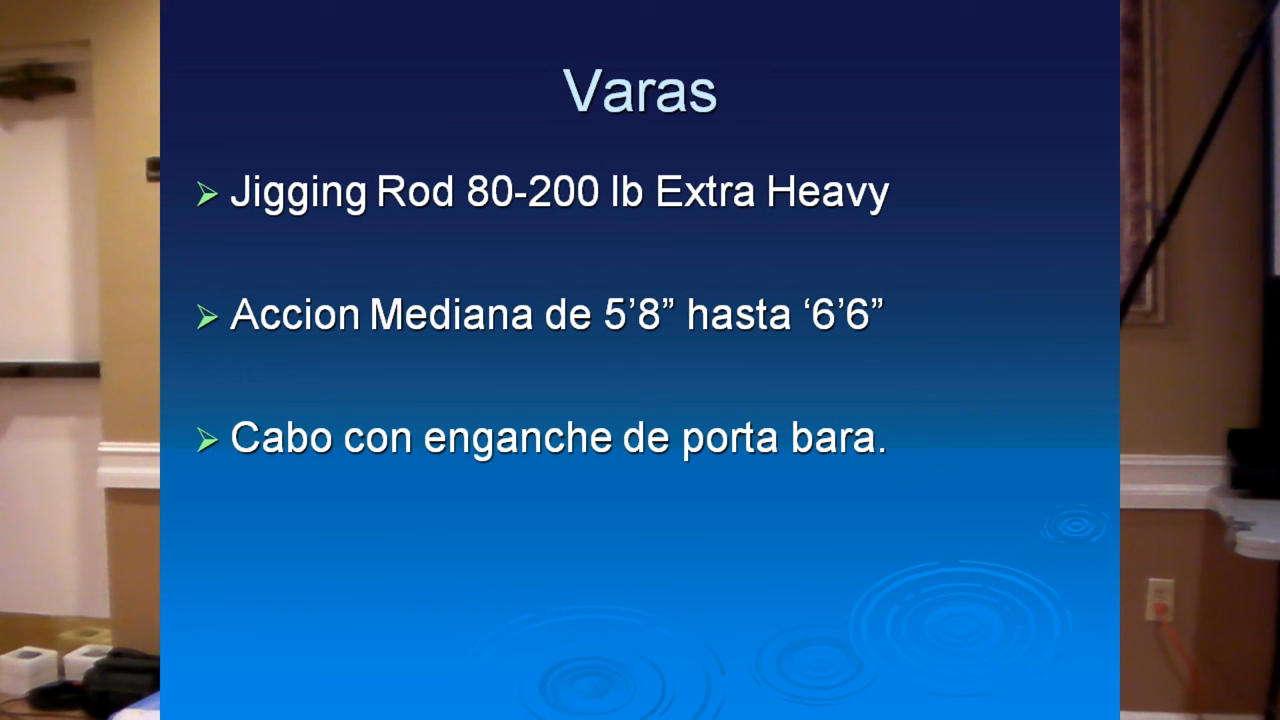 Varas
Jigging Rod 80-200 lb Extra Heavy
Accion Mediana de 5’8” hasta ‘6’6”
Cabo con enganche de porta bara.